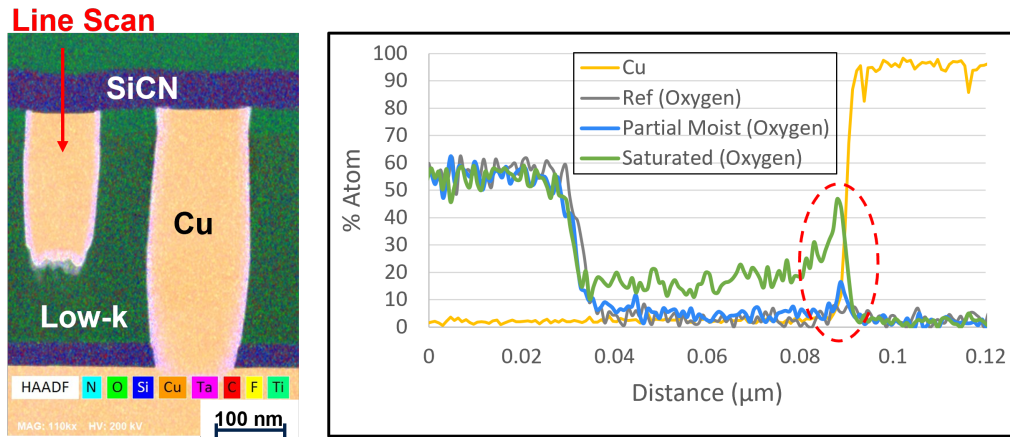 Line Scan
SiCN
Cu
Low-k
HAADF N O Si Cu Ta C F Ti
MAG: 110kx HV: 200 kV
100 nm
100
90
80
70
60
50
40
30
20
10
0
% Atom
Cu
Ref (Oxygen)
Partial Moist (Oxygen)
Saturated (Oxygen)
0 0.02 0.04 0.06 0.08 0.1 0.12
Distance (μm)